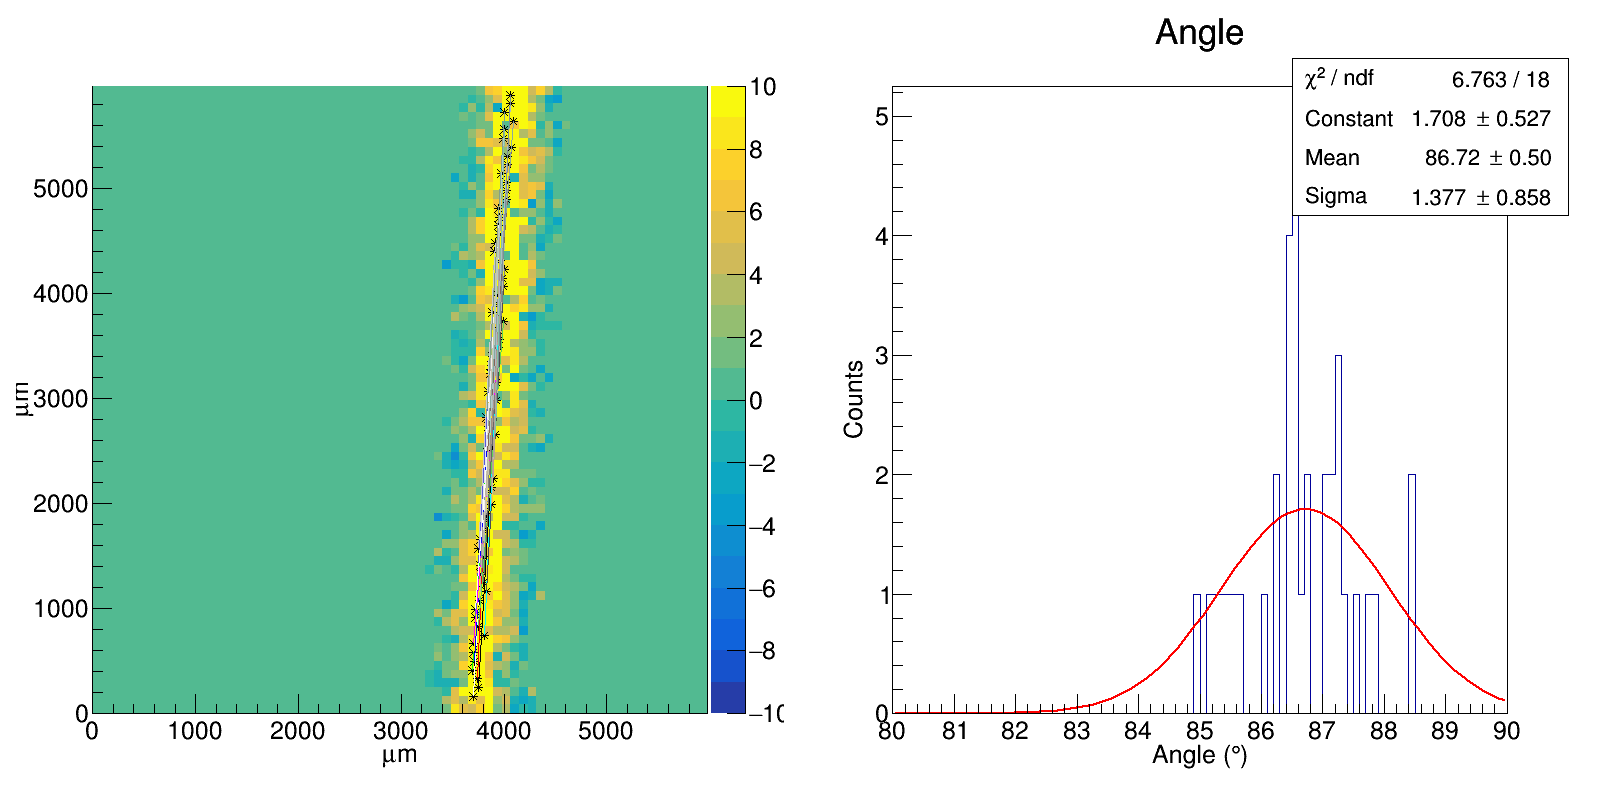 Angle
χ² / ndf 6.763 / 18
Constant 1.708 ± 0.527
Mean 86.72 ± 0.50
Sigma 1.377 ± 0.858
5000
4000
3000
2000
1000
0
μm
0 1000 2000 3000 4000 5000
μm
10
8
6
4
2
0
−2
−4
−6
−8
−10
5
4
3
2
1
0
Counts
80 81 82 83 84 85 86 87 88 89 90
Angle (°)